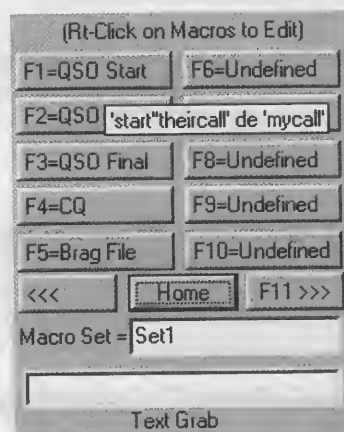 (Rt-Click on Macros to Edit)
F1=QSO Start F6=Undefined
F2=QSO 'start''theircall' de 'mycall'
F3=QSO Final F8=Undefined
F4=CQ F9=Undefined
F5=Brag File F10=Undefined
<<< Home F11 >>>
Macro Set = Set1
Text Grab